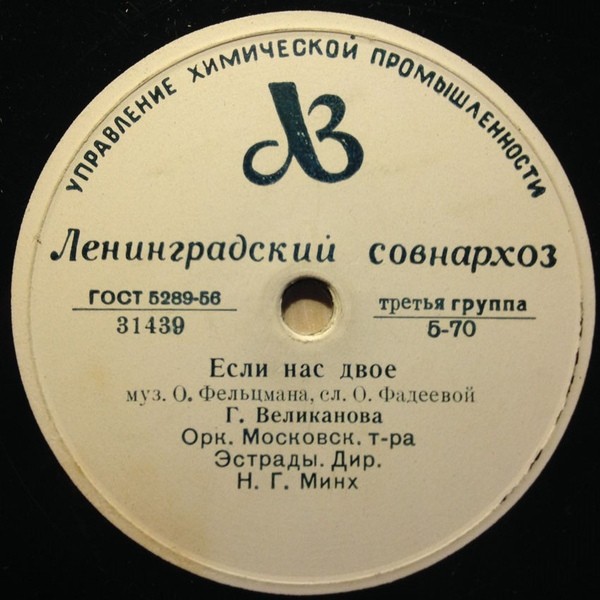 УПРАВЛЕНИЕ ХИМИЧЕСКОЙ ПРОМЫШЛЕННОСТИ
ЛЗ
Ленинградский совнархоз
ГОСТ 5289-56
31439
третья группа
5-70
Если нас двое
муз. О. Фельцмана, сл. О. Фадеевой
Г. Великанова
Орк. Московск. т-ра
Эстрады. Дир.
Н. Г. Минх